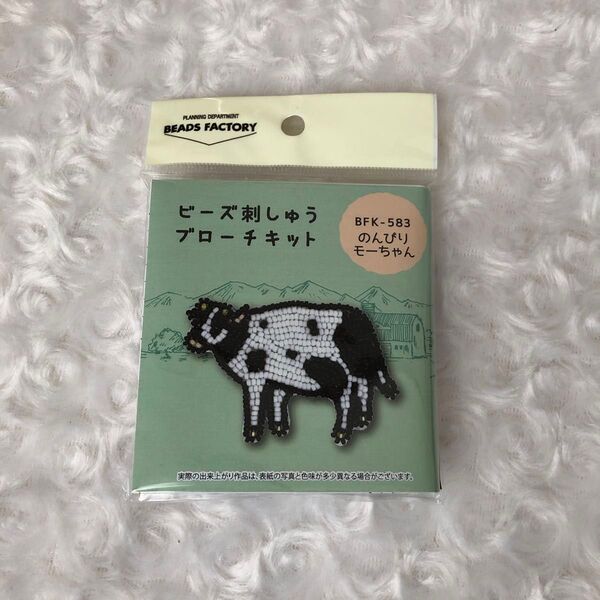 PLANNING DEPARTMENT
BEADS FACTORY
ビーズ刺しゅう
ブローチキット
BFK-583
のんびり
モーちゃん
実際の出来上がり作品は、表紙の写真と色味が多少異なる場合がございます。